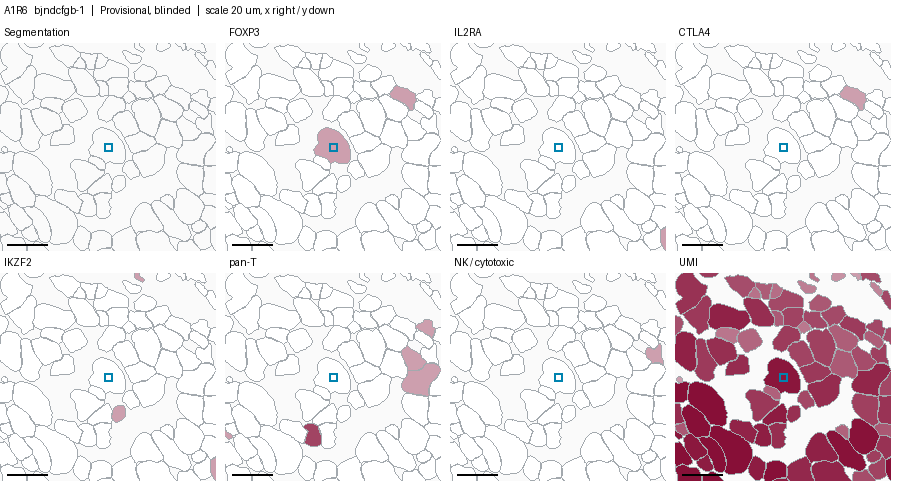 A1R6 bjndcfgb-1 | Provisional, blinded | scale 20 um, x right / y down
Segmentation FOXP3 IL2RA CTLA4
IKZF2 pan-T NK / cytotoxic UMI